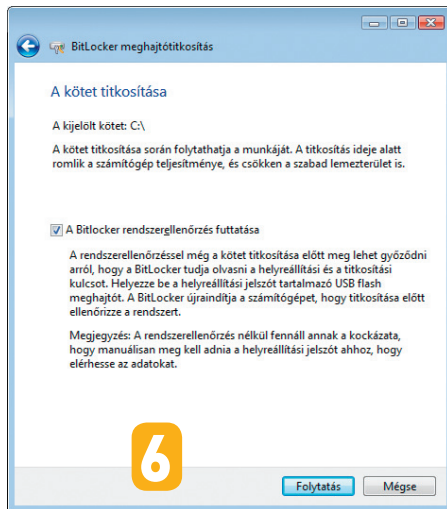 BitLocker meghajtótitkosítás
A kötet titkosítása
A kijelölt kötet: C:\
A kötet titkosítása során folytathatja a munkáját. A titkosítás ideje alatt
romlik a számítógép teljesítménye, és csökken a szabad lemezterület is.
A Bitlocker rendszerellenőrzés futtatása
A rendszerellenőrzéssel még a kötet titkosítása előtt meg lehet győződni
arról, hogy a BitLocker tudja olvasni a helyreállítási és a titkosítási
kulcsot. Helyezze be a helyreállítási jelszót tartalmazó USB flash
meghajtót. A BitLocker újraindítja a számítógépet, hogy titkosítása előtt
ellenőrizze a rendszert.
Megjegyzés: A rendszerellenőrzés nélkül fennáll annak a kockázata,
hogy manuálisan meg kell adnia a helyreállítási jelszót ahhoz, hogy
elérhesse az adatokat.
6
Folytatás Mégse